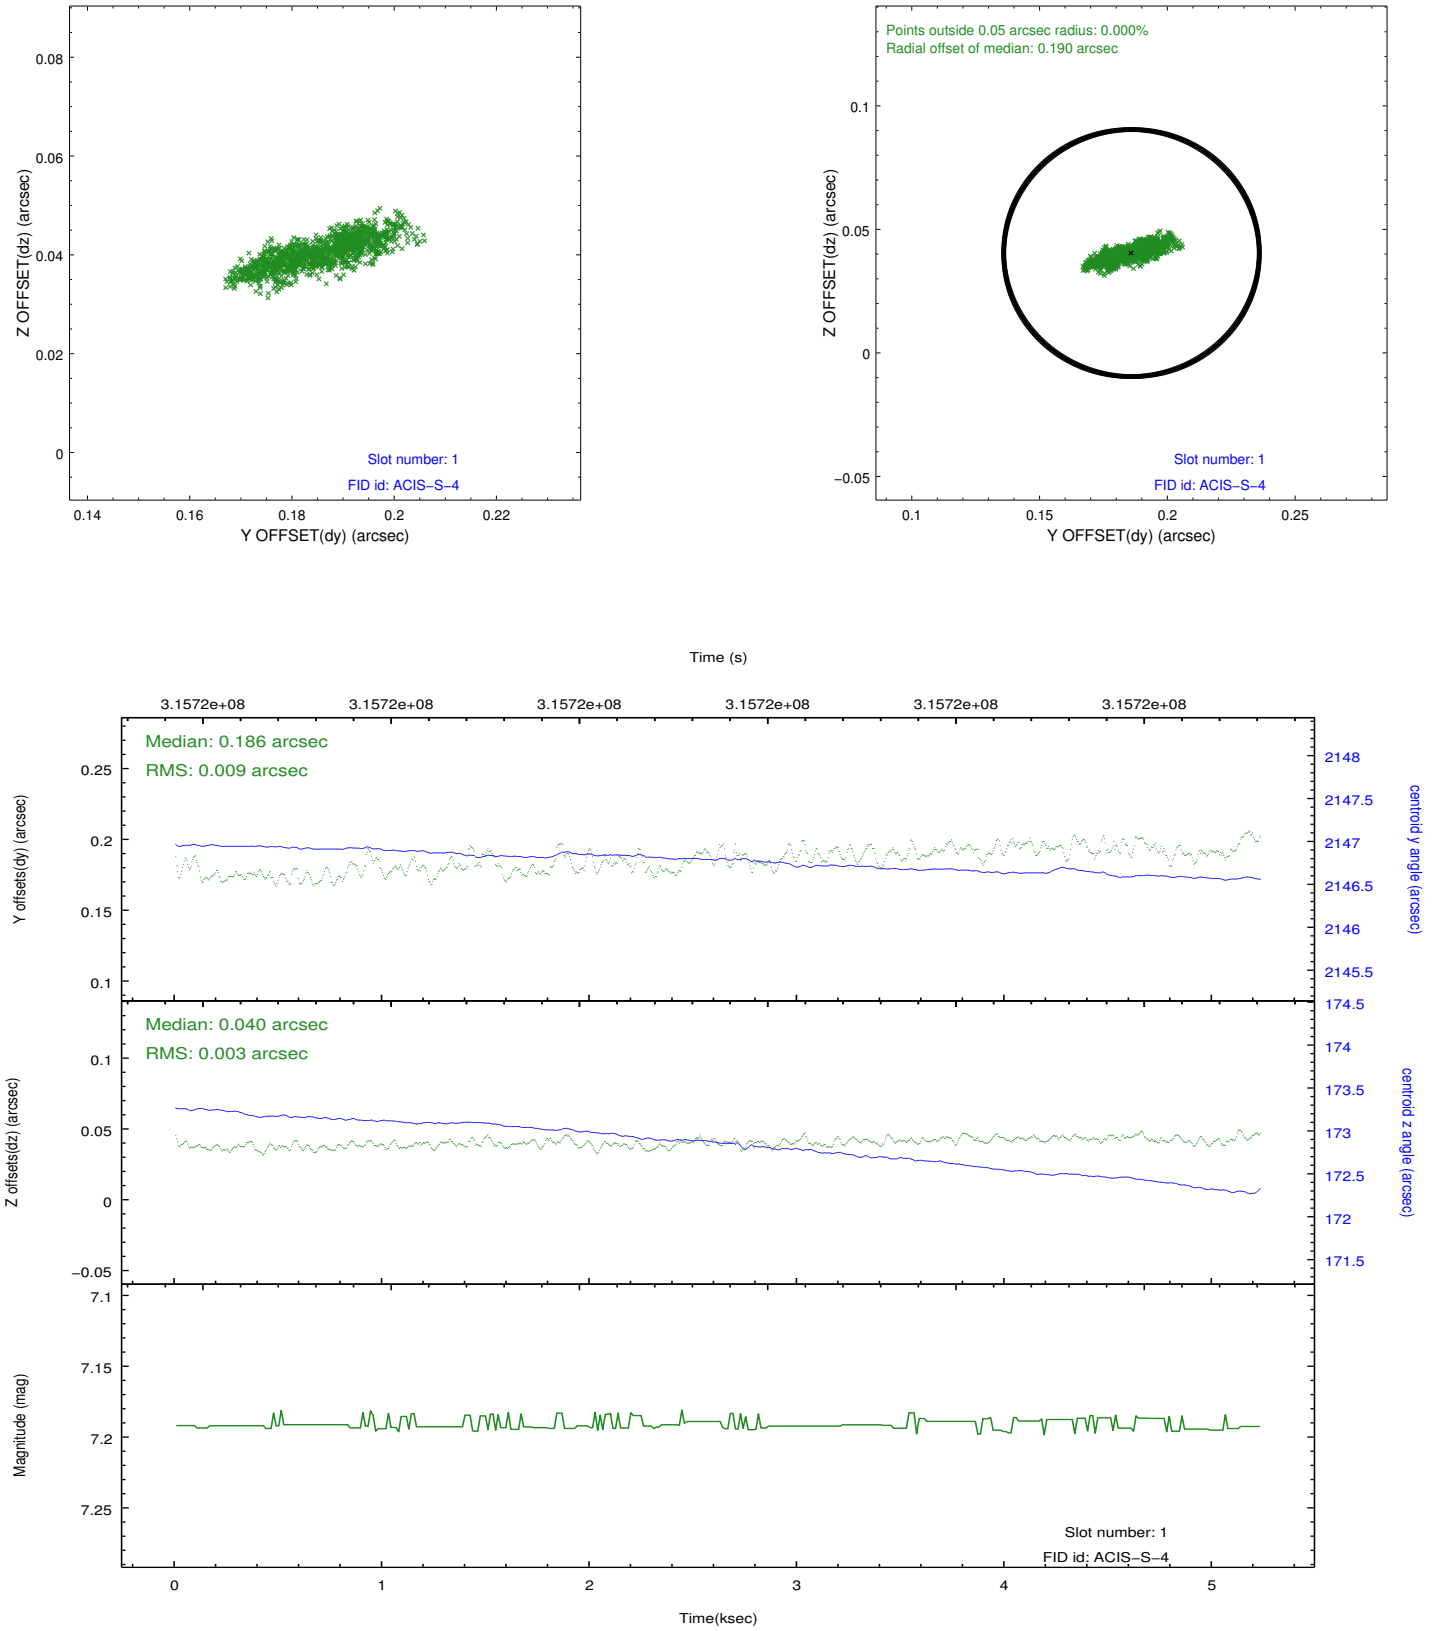 0.08
0.06
0.04
0.02
0
Z OFFSET(dz) (arcsec)
Slot number: 1
FID id: ACIS−S−4
0.14 0.16 0.18 0.2 0.22
Y OFFSET(dy) (arcsec)
Points outside 0.05 arcsec radius: 0.000%
Radial offset of median: 0.190 arcsec
0.1
0.05
0
−0.05
Z OFFSET(dz) (arcsec)
Slot number: 1
FID id: ACIS−S−4
0.1 0.15 0.2 0.25
Y OFFSET(dy) (arcsec)
Time (s)
3.1572e+08 3.1572e+08 3.1572e+08 3.1572e+08 3.1572e+08 3.1572e+08
Median: 0.186 arcsec
RMS: 0.009 arcsec
0.25
0.2
0.15
0.1
Y offsets(dy) (arcsec)
2148
2147.5
2147
2146.5
2146
2145.5
centroid y angle (arcsec)
Median: 0.040 arcsec
RMS: 0.003 arcsec
0.1
0.05
0
−0.05
Z offsets(dz) (arcsec)
174.5
174
173.5
173
172.5
172
171.5
centroid z angle (arcsec)
7.1
7.15
7.2
7.25
Magnitude (mag)
Slot number: 1
FID id: ACIS−S−4
0 1 2 3 4 5
Time(ksec)